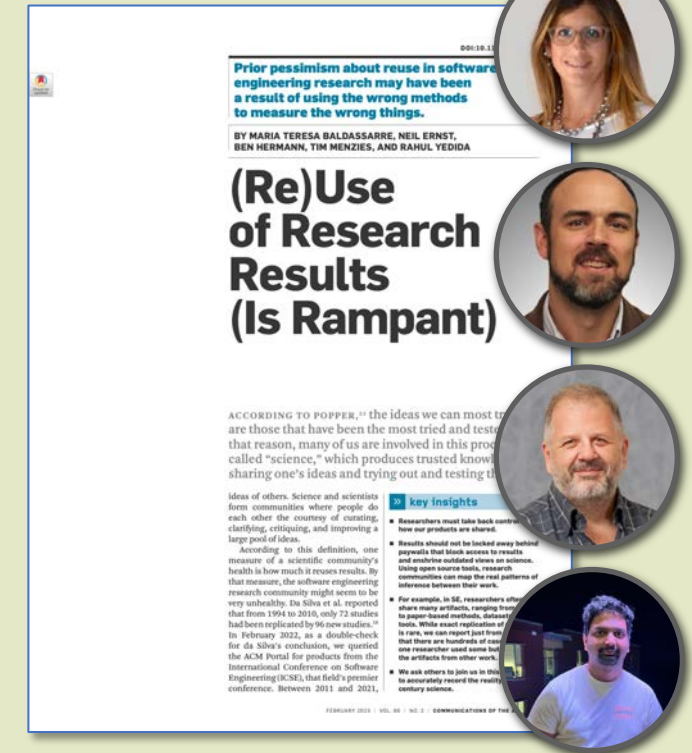 DOI:10.11
Prior pessimism about reuse in software
engineering research may have been
a result of using the wrong methods
to measure the wrong things.
BY MARIA TERESA BALDASSARRE, NEIL ERNST,
BEN HERMANN, TIM MENZIES, AND RAHUL YEDIDA
(Re)Use
of Research
Results
(Is Rampant)
ACCORDING TO POPPER, the ideas we can most
are those that have been the most tried and
that reason, many of us are involved in this
called “science,” which produces trusted
sharing one’s ideas and trying out and testing
ideas of others. Science and scientists
form communities where people do
each other the courtesy of curating,
clarifying, critiquing, and improving a
large pool of ideas.
According to this definition, one
measure of a scientific community’s
health is how much it reuses results. By
that measure, the software engineering
research community might seem to be
very unhealthy. Da Silva et al. reported
that from 1994 to 2010, only 72 studies
had been replicated by 96 new studies.
In February 2022, as a double-check
for da Silva’s conclusion, we queried
the ACM Portal for products from the
International Conference on Software
Engineering (ICSE), that field’s premier
conference. Between 2011 and 2021,
» key insights
■ Researchers must take back
how our products are shared.
■ Results should not be locked away behind
paywalls that block access to results
and enshrine outdated views on science.
Using open source tools, research
communities can map the real patterns of
inference between their work.
■ For example, in SE, researchers
share many artifacts, ranging from
to paper-based methods,
tools. While exact replication of
is rare, we can report just from
that there are hundreds of
one researcher used some
the artifacts from other work.
■ We ask others to join us in this
to accurately record the reality
century science.
FEBRUARY 2023 | VOL. 66 | NO. 2 | COMMUNICATIONS OF THE